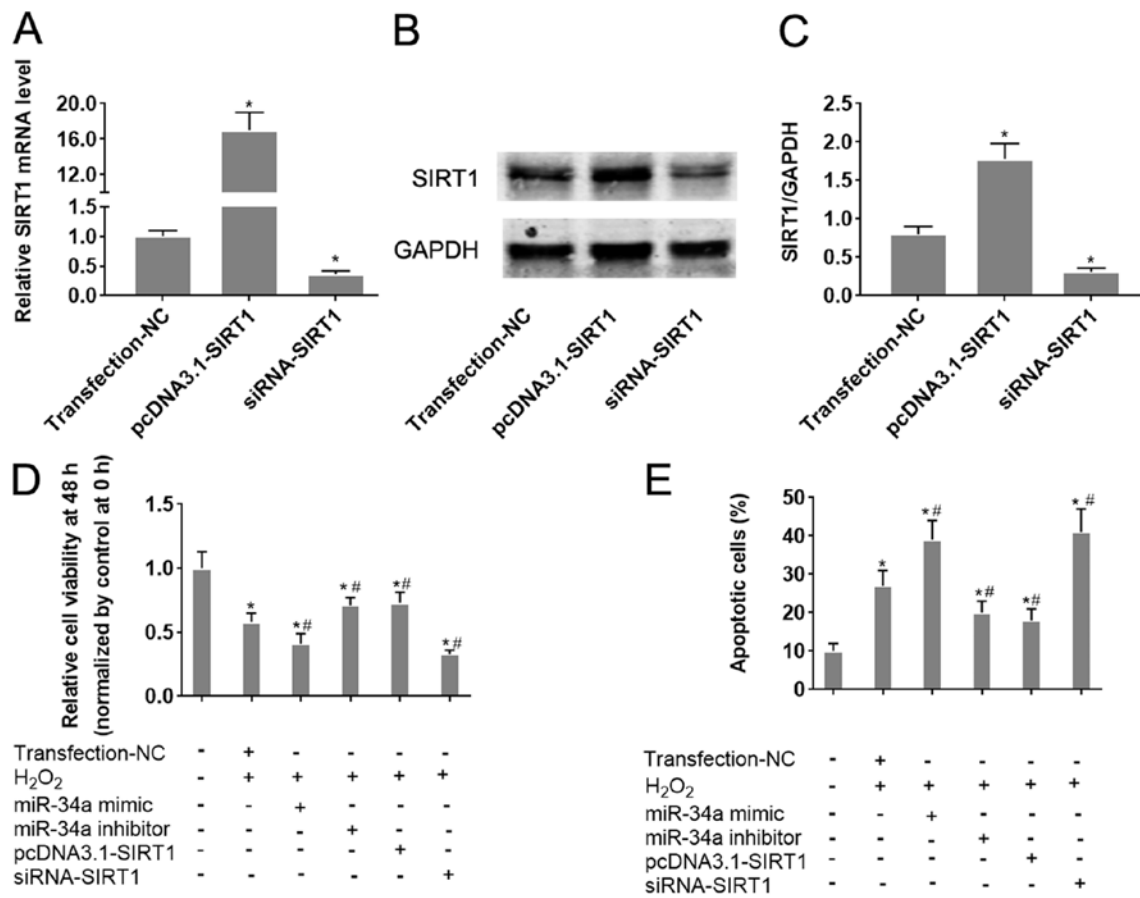 A
Relative SIRT1 mRNA level
20.0
18.0
16.0
14.0
1.5
1.0
0.5
0.0
*
*
Transfection-NC
pcDNA3.1-SIRT1
siRNA-SIRT1
B
SIRT1
GAPDH
Transfection-NC
pcDNA3.1-SIRT1
siRNA-SIRT1
C
SIRT1/GAPDH
2.5
2.0
1.5
1.0
0.5
0.0
*
*
Transfection-NC
pcDNA3.1-SIRT1
siRNA-SIRT1
D
Relative cell viability at 48 h
(normalized by control at 0 h)
1.5
1.0
0.5
0.0
* *# *# *# *#
Transfection-NC - + - - - -
H₂O₂ - + + + + +
miR-34a mimic - - + - - -
miR-34a inhibitor - - - + - -
pcDNA3.1-SIRT1 - - - - + -
siRNA-SIRT1 - - - - - +
E
Apoptotic cells (%)
50
40
30
20
10
0
* *# *# *# *#
Transfection-NC - + - - - -
H₂O₂ - + + + + +
miR-34a mimic - - + - - -
miR-34a inhibitor - - - + - -
pcDNA3.1-SIRT1 - - - - + -
siRNA-SIRT1 - - - - - +